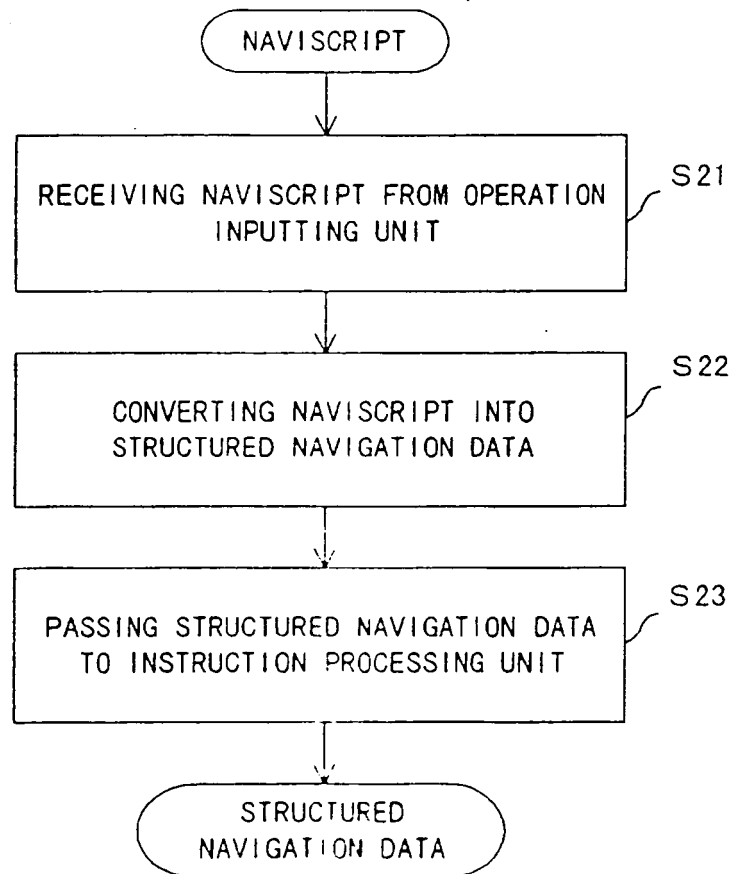 NAVISCRIPT
S21
RECEIVING NAVISCRIPT FROM OPERATION
INPUTTING UNIT
S22
CONVERTING NAVISCRIPT INTO
STRUCTURED NAVIGATION DATA
S23
PASSING STRUCTURED NAVIGATION DATA
TO INSTRUCTION PROCESSING UNIT
STRUCTURED
NAVIGATION DATA